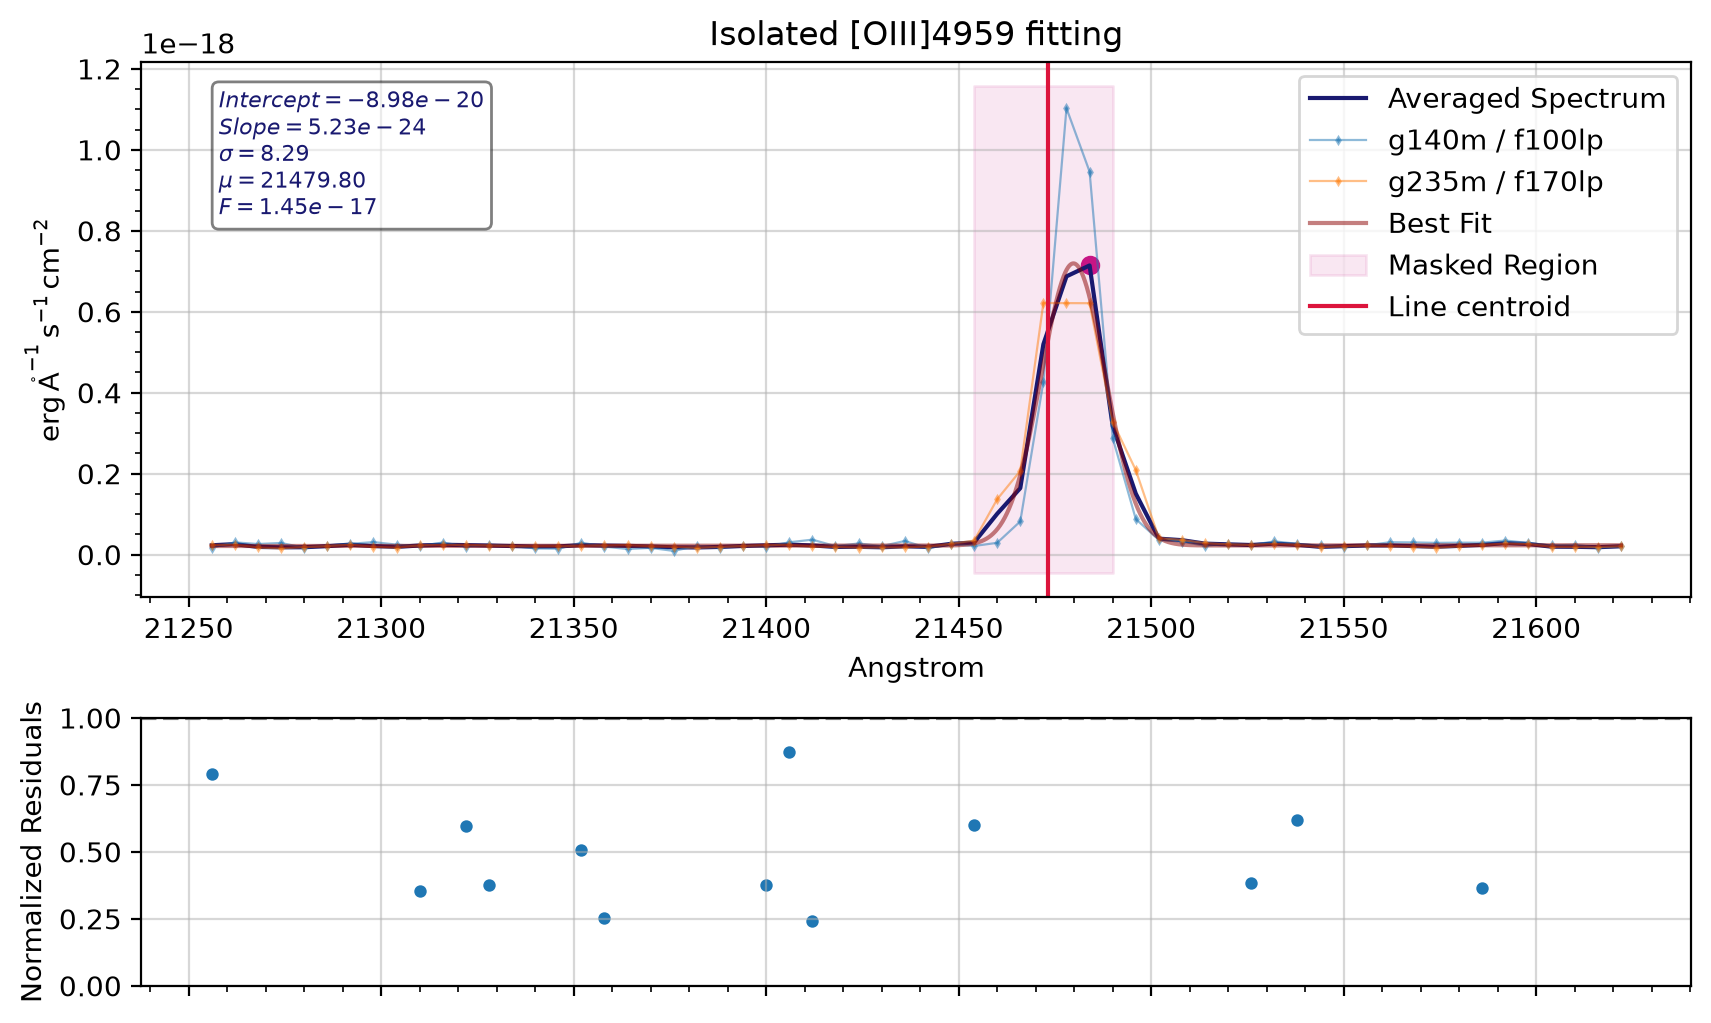 Isolated [OIII]4959 fitting
1e−18
1.2
1.0
0.8
0.6
0.4
0.2
0.0
erg Å⁻¹ s⁻¹ cm⁻²
Intercept = −8.98e − 20
Slope = 5.23e − 24
σ = 8.29
μ = 21479.80
F = 1.45e − 17
Averaged Spectrum
g140m / f100lp
g235m / f170lp
Best Fit
Masked Region
Line centroid
21250 21300 21350 21400 21450 21500 21550 21600
Angstrom
Normalized Residuals
1.00
0.75
0.50
0.25
0.00